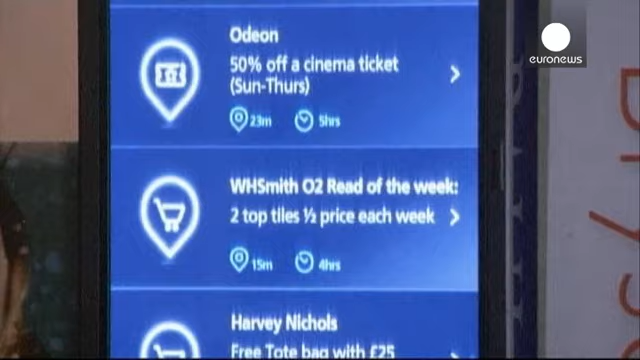 Odeon
50% off a cinema ticket
(Sun-Thurs)
23m 5hrs
WHSmith O2 Read of the week:
2 top tiles ½ price each week
15m 4hrs
Harvey Nichols
Free Tote bag with £25
euronews